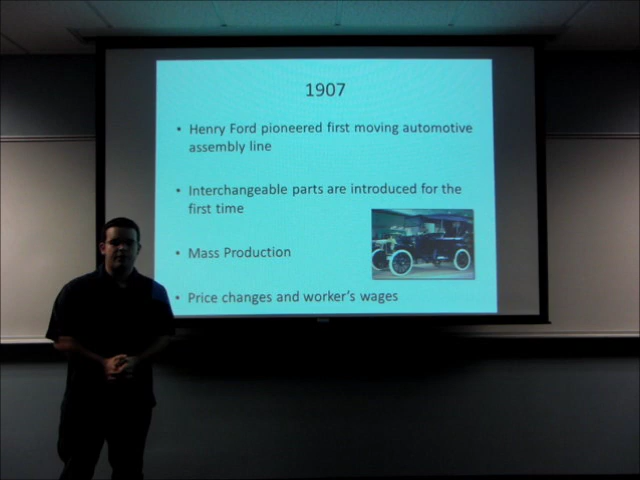 1907
• Henry Ford pioneered first moving automotive
assembly line
• Interchangeable parts are introduced for the
first time
• Mass Production
• Price changes and worker's wages